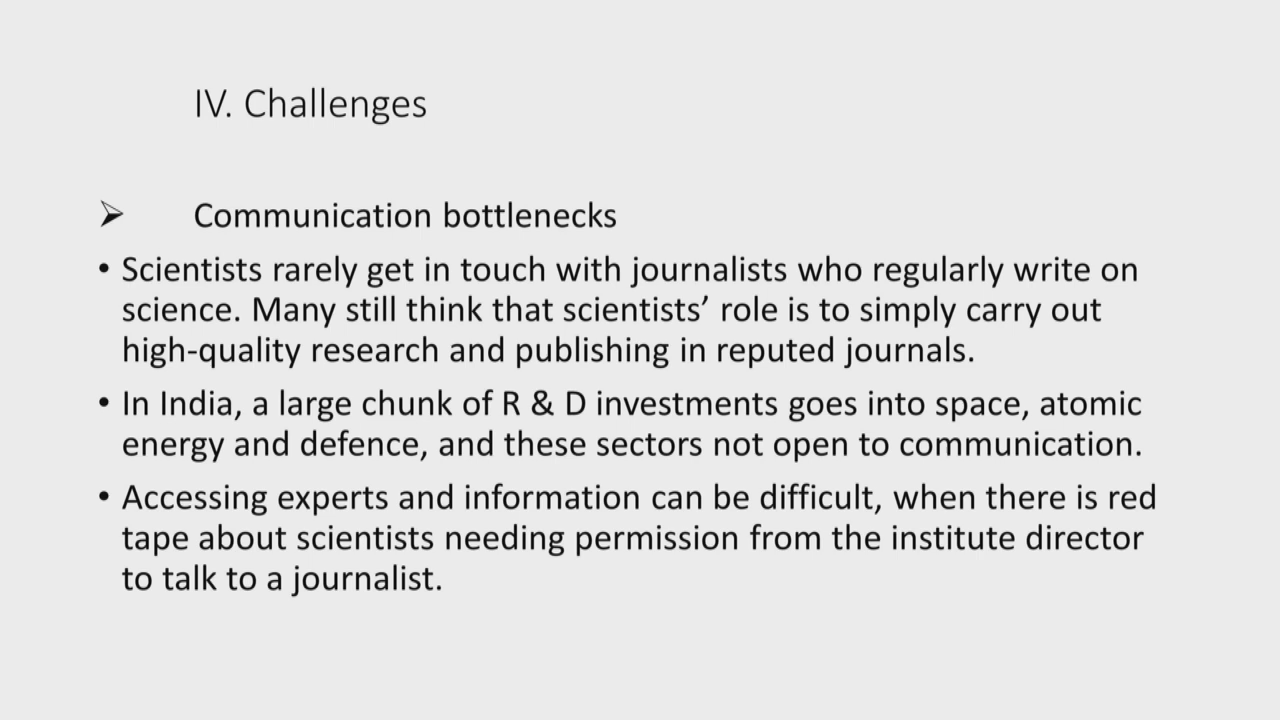 IV. Challenges
➢ Communication bottlenecks
• Scientists rarely get in touch with journalists who regularly write on
science. Many still think that scientists’ role is to simply carry out
high-quality research and publishing in reputed journals.
• In India, a large chunk of R & D investments goes into space, atomic
energy and defence, and these sectors not open to communication.
• Accessing experts and information can be difficult, when there is red
tape about scientists needing permission from the institute director
to talk to a journalist.